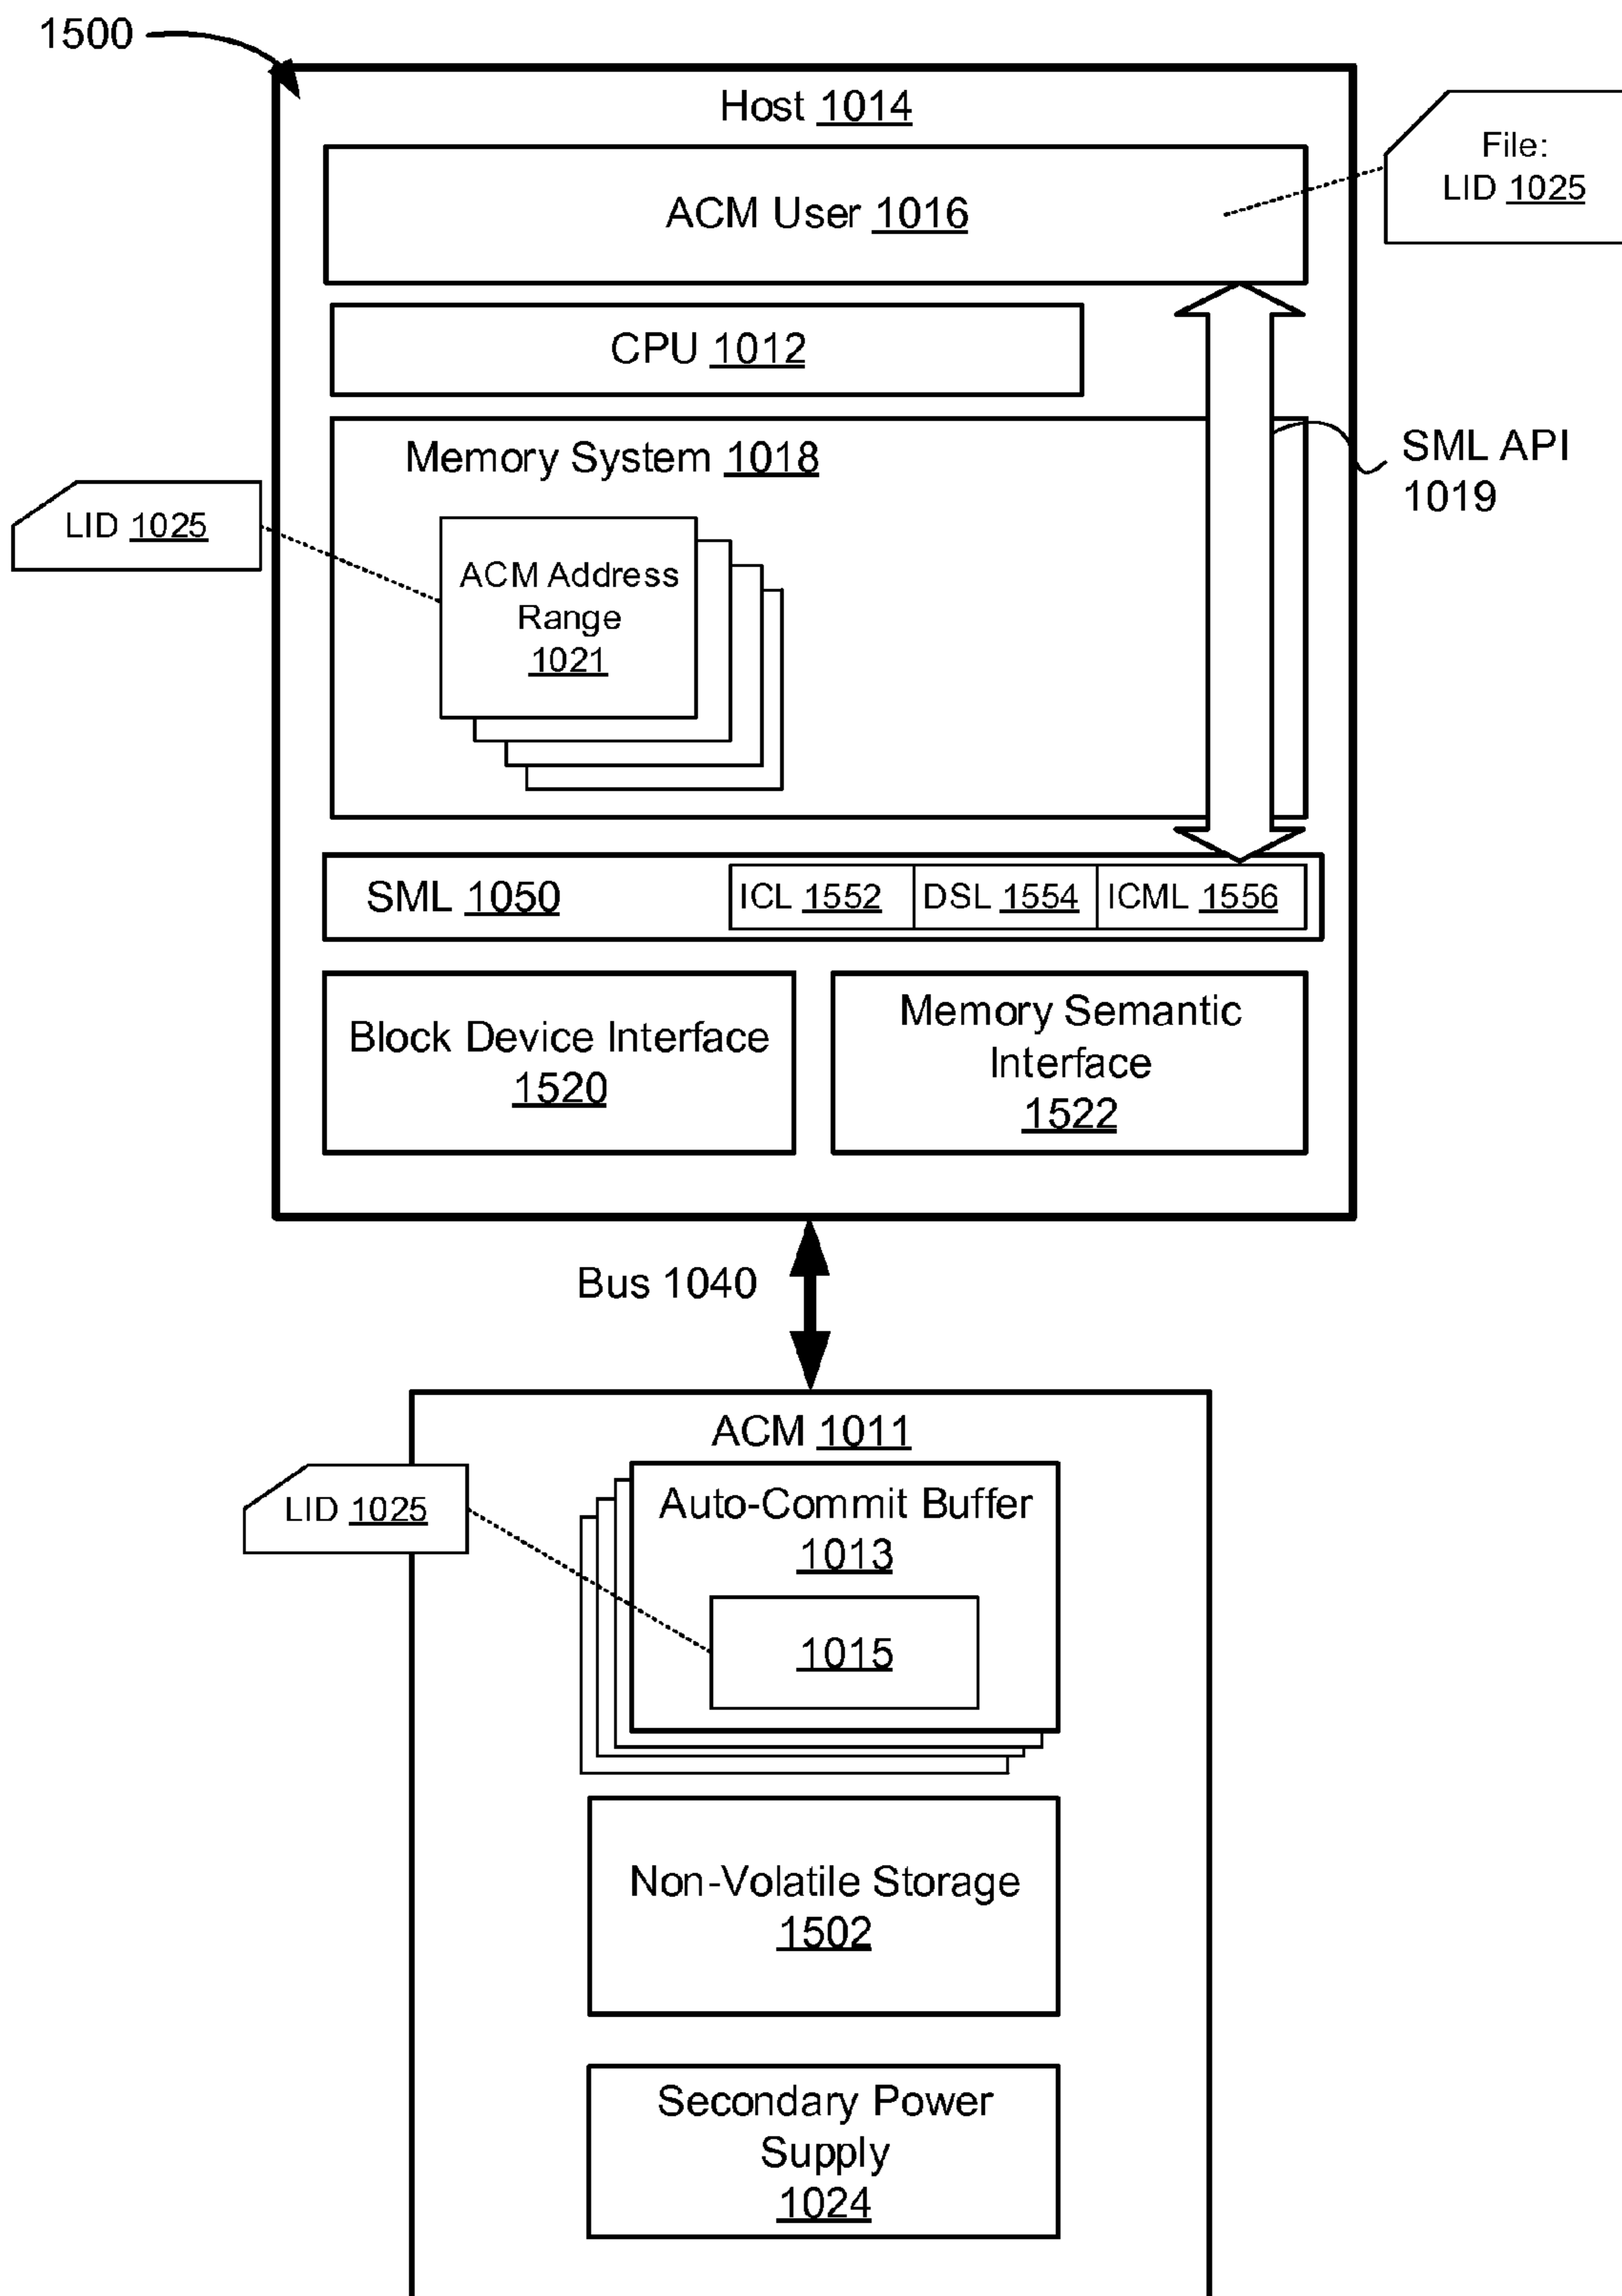 1500
Host 1014
File:
LID 1025
ACM User 1016
CPU 1012
Memory System 1018
SML API
1019
LID 1025
ACM Address
Range
1021
SML 1050
ICL 1552
DSL 1554
ICML 1556
Block Device Interface
1520
Memory Semantic
Interface
1522
Bus 1040
ACM 1011
LID 1025
Auto-Commit Buffer
1013
1015
Non-Volatile Storage
1502
Secondary Power
Supply
1024